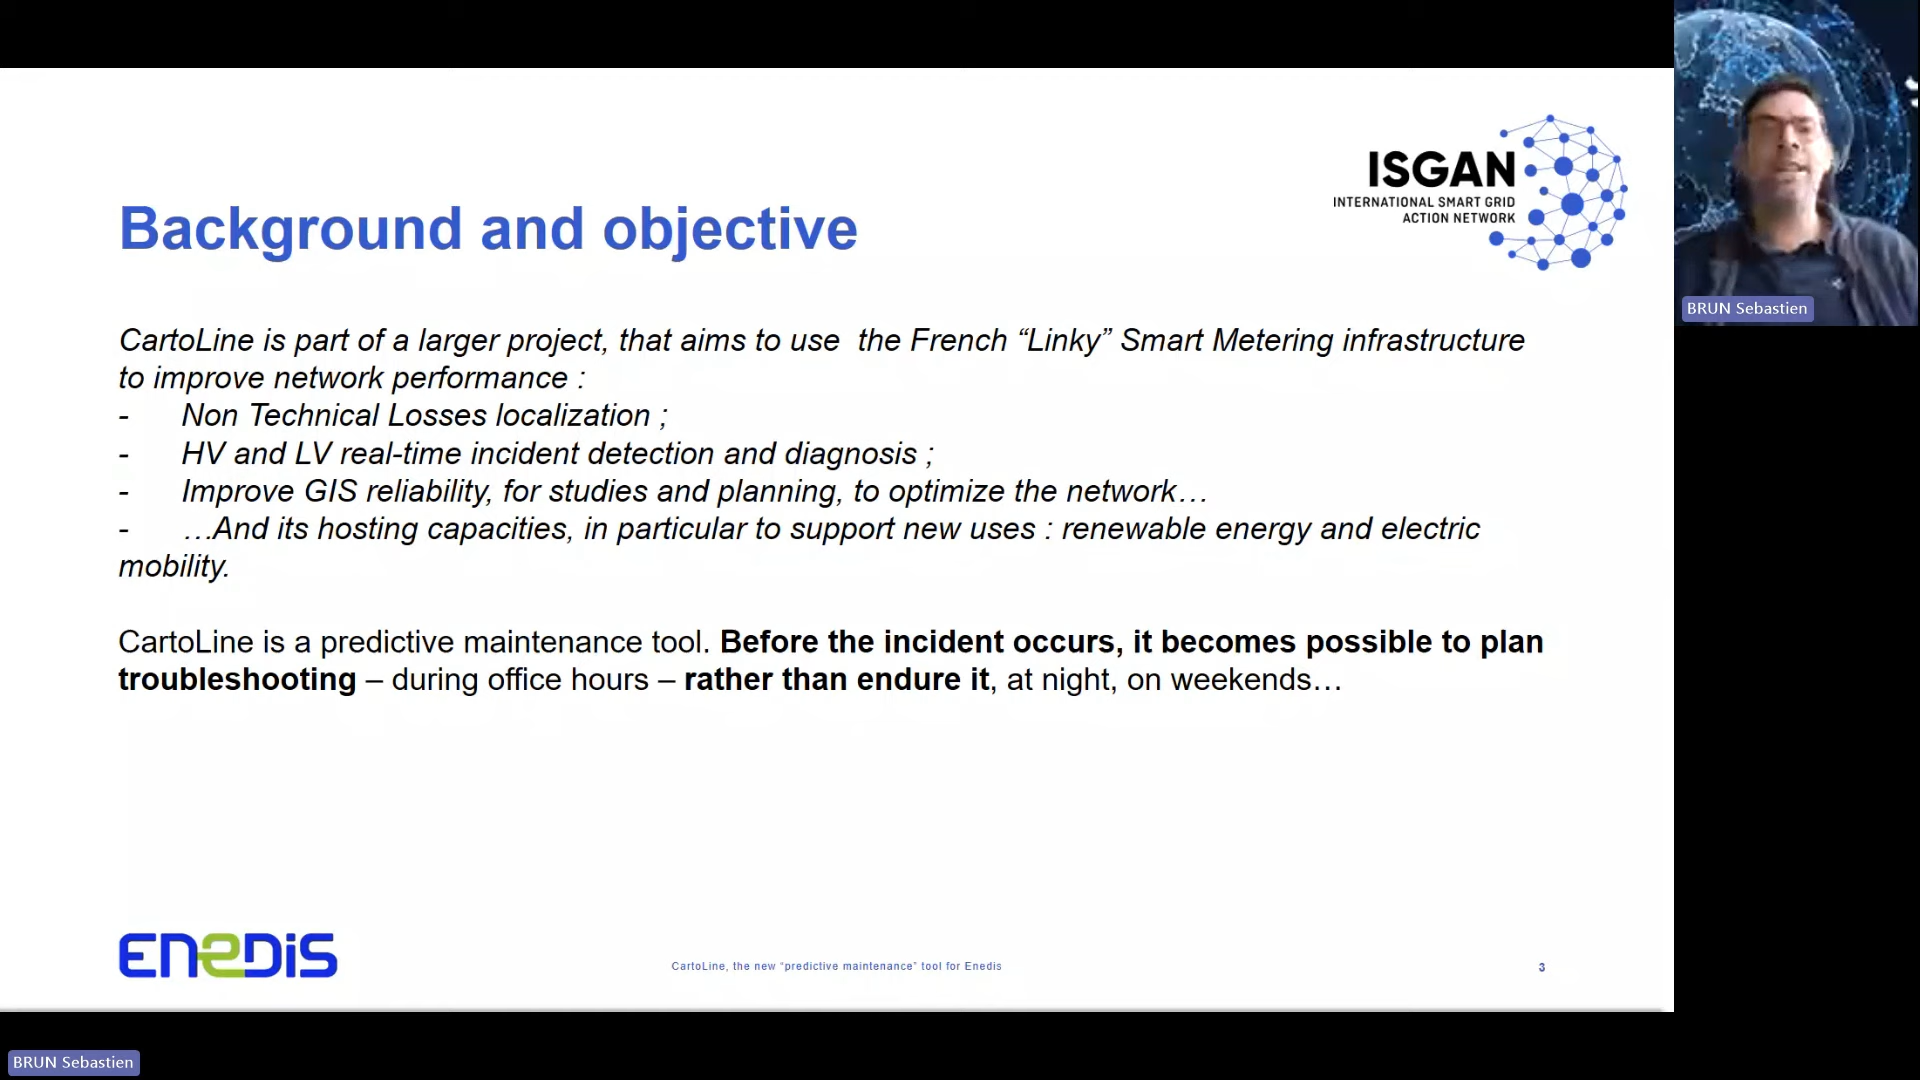 ISGAN
INTERNATIONAL SMART GRID
ACTION NETWORK
Background and objective
CartoLine is part of a larger project, that aims to use  the French “Linky” Smart Metering infrastructure
to improve network performance :
- Non Technical Losses localization ;
- HV and LV real-time incident detection and diagnosis ;
- Improve GIS reliability, for studies and planning, to optimize the network…
- …And its hosting capacities, in particular to support new uses : renewable energy and electric
mobility.
CartoLine is a predictive maintenance tool. Before the incident occurs, it becomes possible to plan
troubleshooting – during office hours – rather than endure it, at night, on weekends…
ENEDIS
CartoLine, the new “predictive maintenance” tool for Enedis
3
BRUN Sebastien
BRUN Sebastien